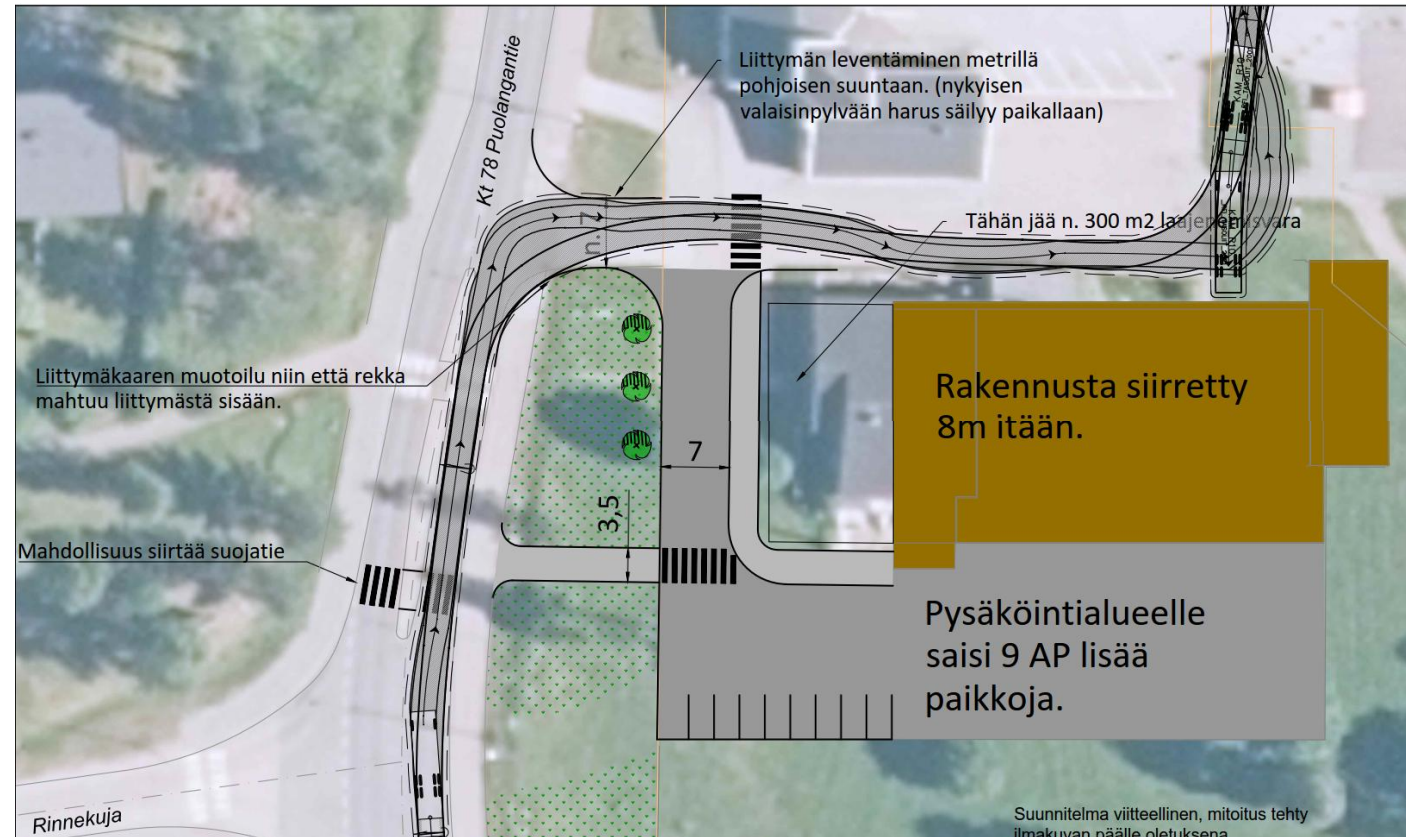 Kt 78 Puolangantie
Liittymän leventäminen metrillä
pohjoisen suuntaan. (nykyisen
valaisinpylvään harus säilyy paikallaan)
n. 7
Tähän jää n. 300 m2 laajenemisvara
Liittymäkaaren muotoilu niin että rekka
mahtuu liittymästä sisään.
Rakennusta siirretty
8m itään.
7
3,5
Mahdollisuus siirtää suojatie
Pysäköintialueelle
saisi 9 AP lisää
paikkoja.
Rinnekuja
Suunnitelma viitteellinen, mitoitus tehty
ilmakuvan päälle oletuksena